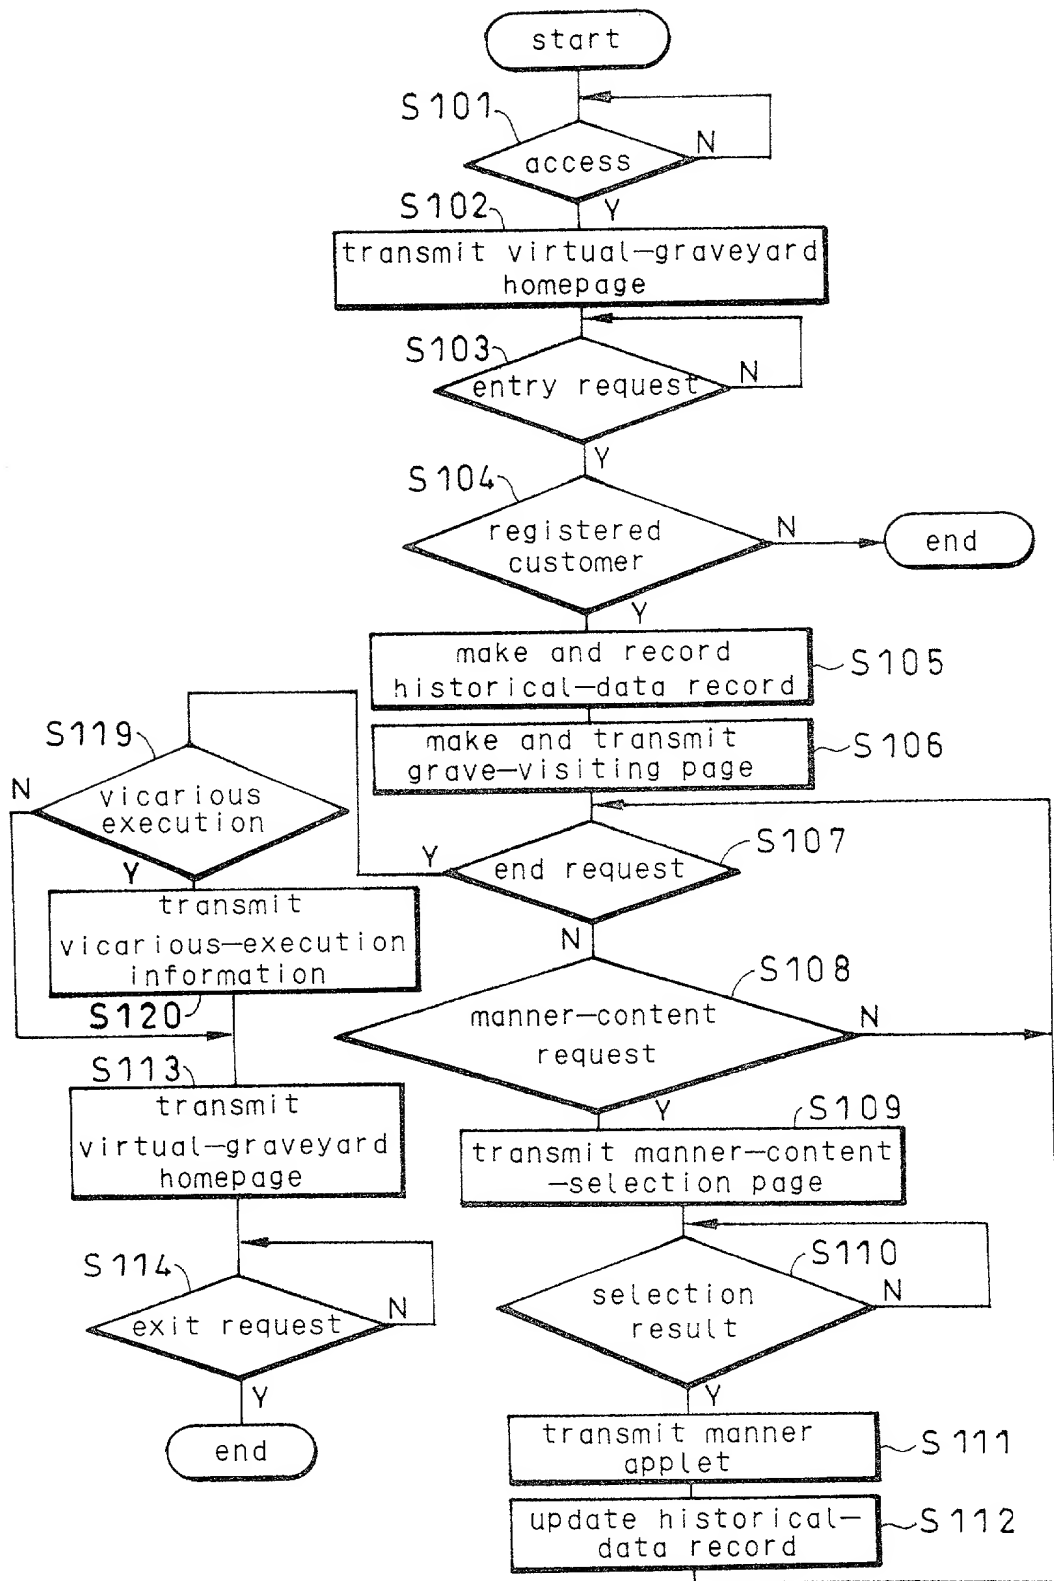 start
S101
access
N
Y
S102
transmit virtual-graveyard
homepage
S103
entry request
N
Y
S104
registered
customer
N
end
Y
make and record
historical-data record
S105
make and transmit
grave-visiting page
S106
S119
N
vicarious
execution
Y
Y
end request
S107
N
transmit
vicarious-execution
information
S120
S108
manner-content
request
N
Y
S113
transmit
virtual-graveyard
homepage
S109
transmit manner-content
-selection page
S114
exit request
N
Y
end
S110
selection
result
N
Y
transmit manner
applet
S111
update historical-
data record
S112